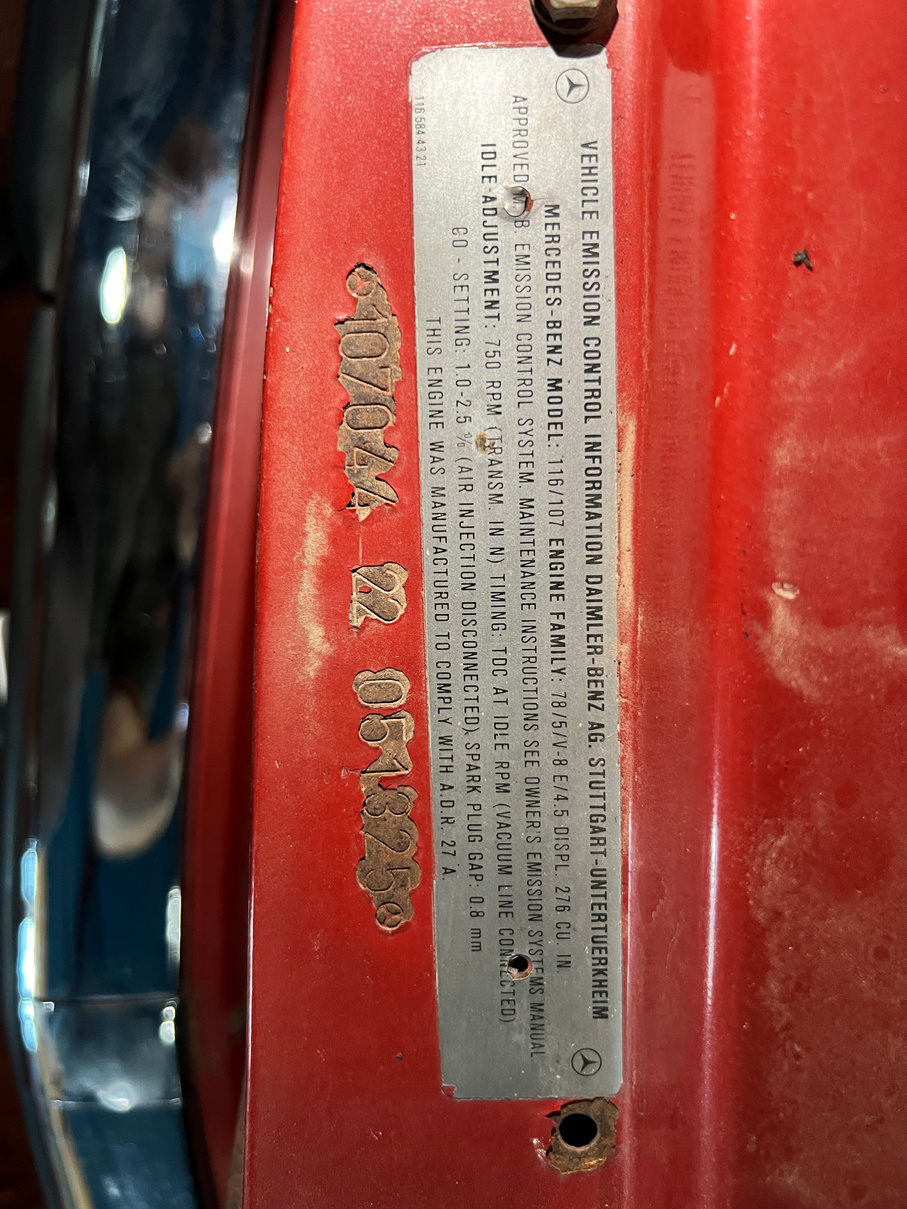 VEHICLE EMISSION CONTROL INFORMATION DAIMLER-BENZ AG. STUTTGART-UNTERTUERKHEIM
MERCEDES-BENZ MODEL: 116/107 ENGINE FAMILY: 78/5/V-8 E/4.5 DISPL. 276 CU. IN.
APPROVED M. B. EMISSION CONTROL SYSTEM. MAINTENANCE INSTRUCTIONS SEE OWNER'S EMISSION SYSTEMS MANUAL.
IDLE-ADJUSTMENT: 750 RPM (TRANSM. IN N) TIMING: TDC AT IDLE RPM (VACUUM LINE CONNECTED)
CO - SETTING: 1.0-2.5 % (AIR INJECTION DISCONNECTED), SPARK PLUG GAP: 0.8 mm
THIS ENGINE WAS MANUFACTURED TO COMPLY WITH A.D.R. 27 A.
116 584 43 21
107044 22 051825